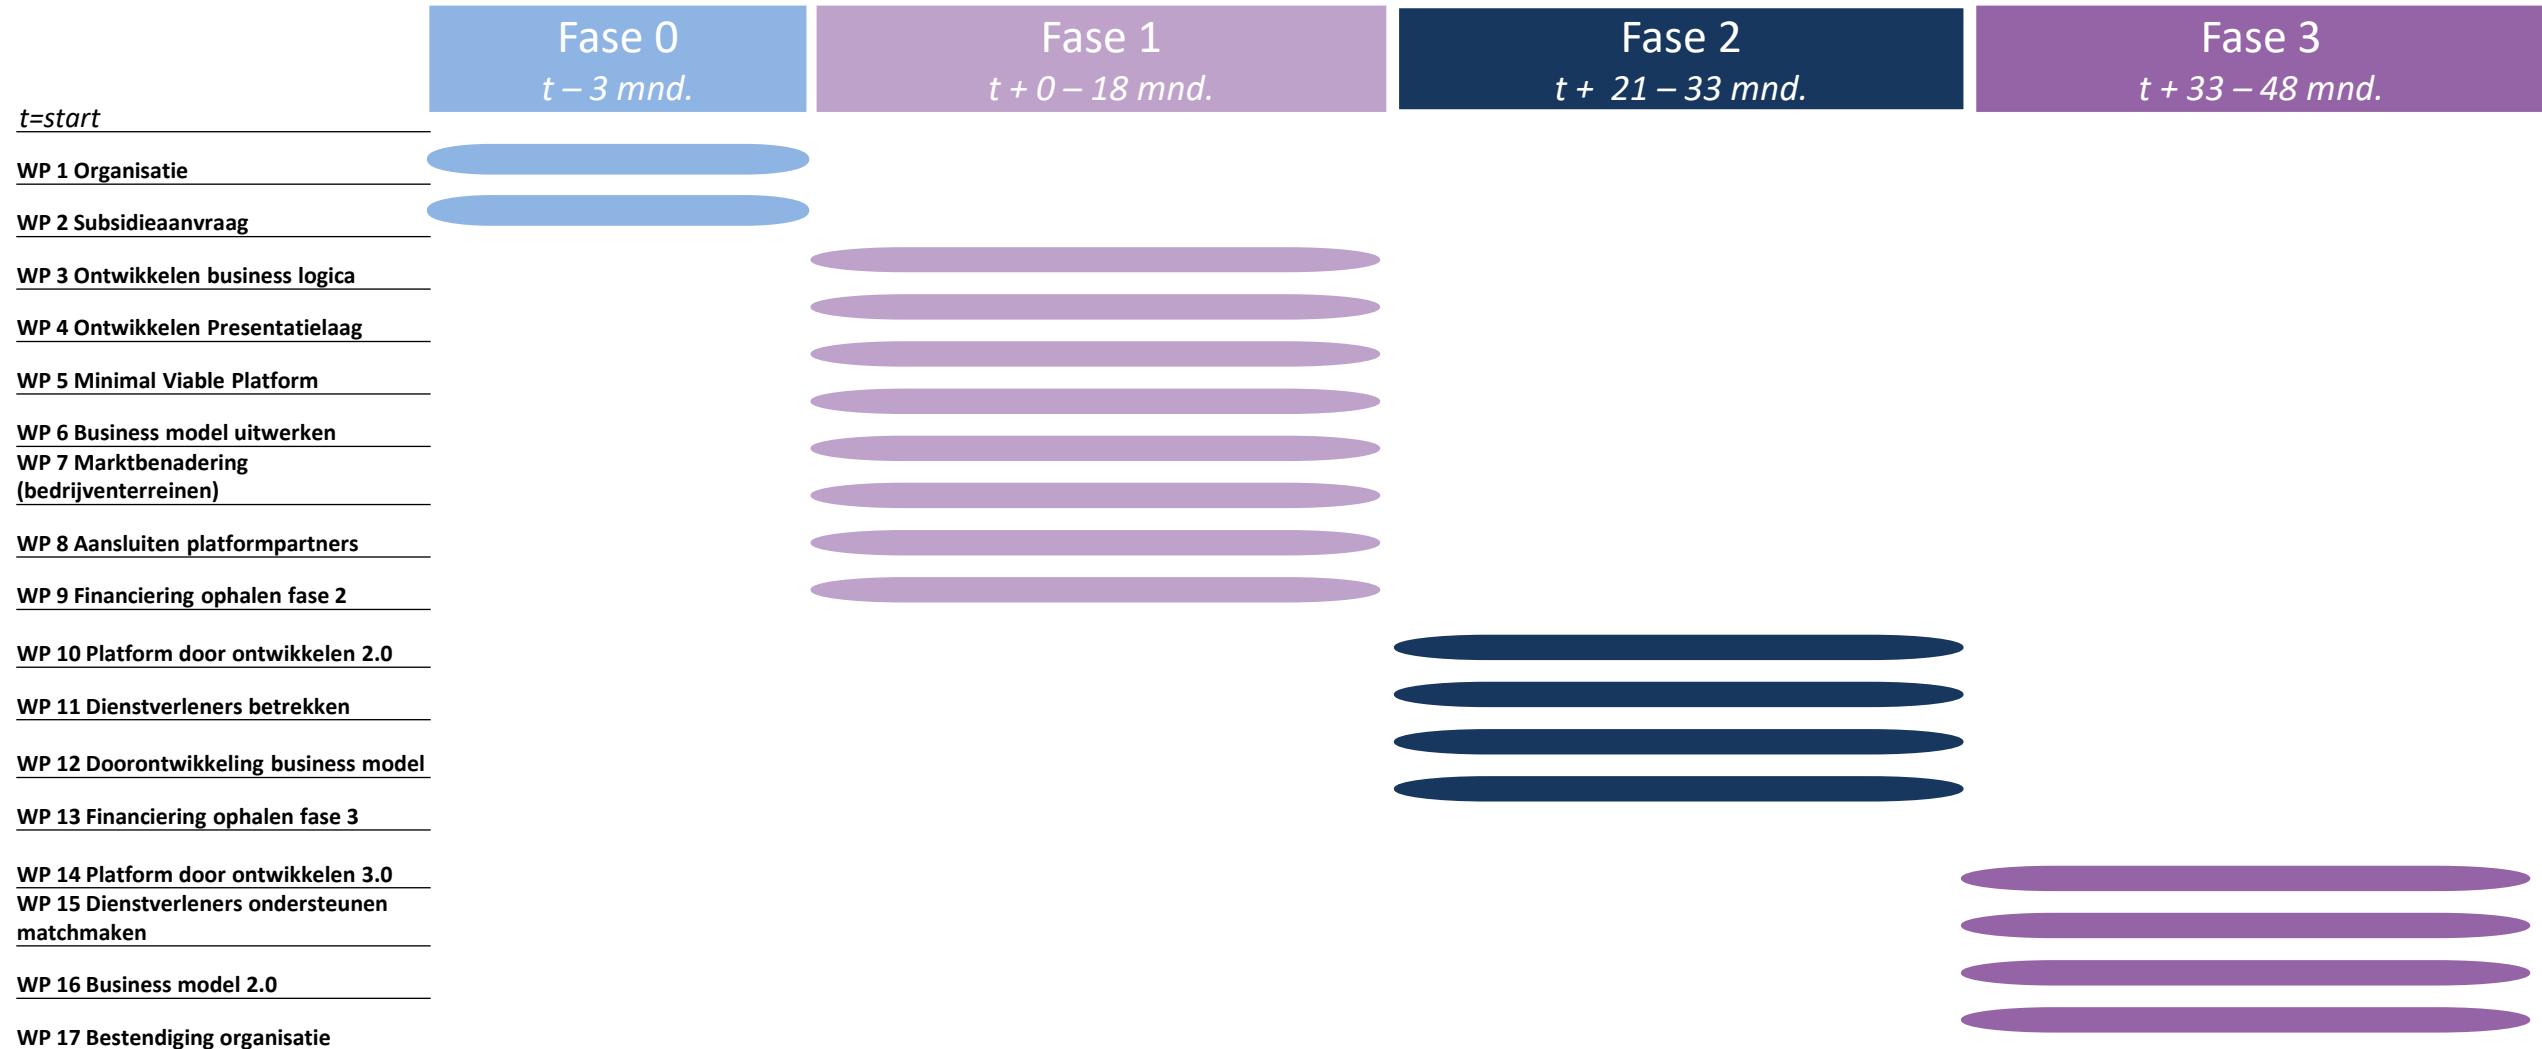 Fase 0
t – 3 mnd.
Fase 1
t + 0 – 18 mnd.
Fase 2
t + 21 – 33 mnd.
Fase 3
t + 33 – 48 mnd.
t=start
WP 1 Organisatie
WP 2 Subsidieaanvraag
WP 3 Ontwikkelen business logica
WP 4 Ontwikkelen Presentatielaag
WP 5 Minimal Viable Platform
WP 6 Business model uitwerken
WP 7 Marktbenadering
(bedrijventerreinen)
WP 8 Aansluiten platformpartners
WP 9 Financiering ophalen fase 2
WP 10 Platform door ontwikkelen 2.0
WP 11 Dienstverleners betrekken
WP 12 Doorontwikkeling business model
WP 13 Financiering ophalen fase 3
WP 14 Platform door ontwikkelen 3.0
WP 15 Dienstverleners ondersteunen
matchmaken
WP 16 Business model 2.0
WP 17 Bestendiging organisatie